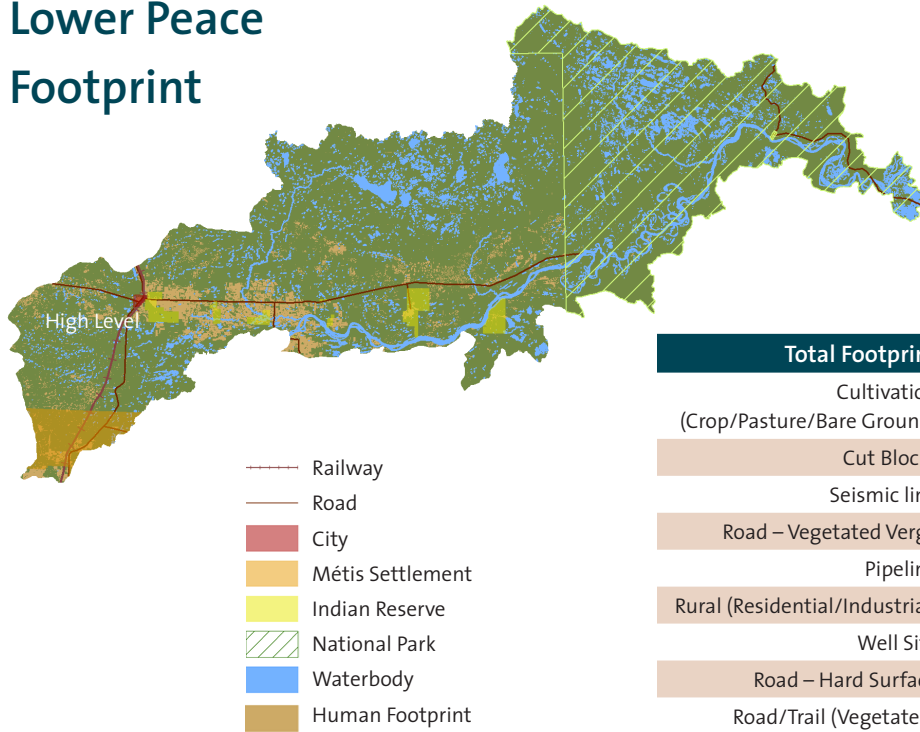 Lower Peace
Footprint
High Level
Railway
Road
City
Métis Settlement
Indian Reserve
National Park
Waterbody
Human Footprint
Total Footprin
Cultivatio
(Crop/Pasture/Bare Groun
Cut Bloc
Seismic lin
Road – Vegetated Verg
Pipelin
Rural (Residential/Industria
Well Sit
Road – Hard Surfac
Road/Trail (Vegetate